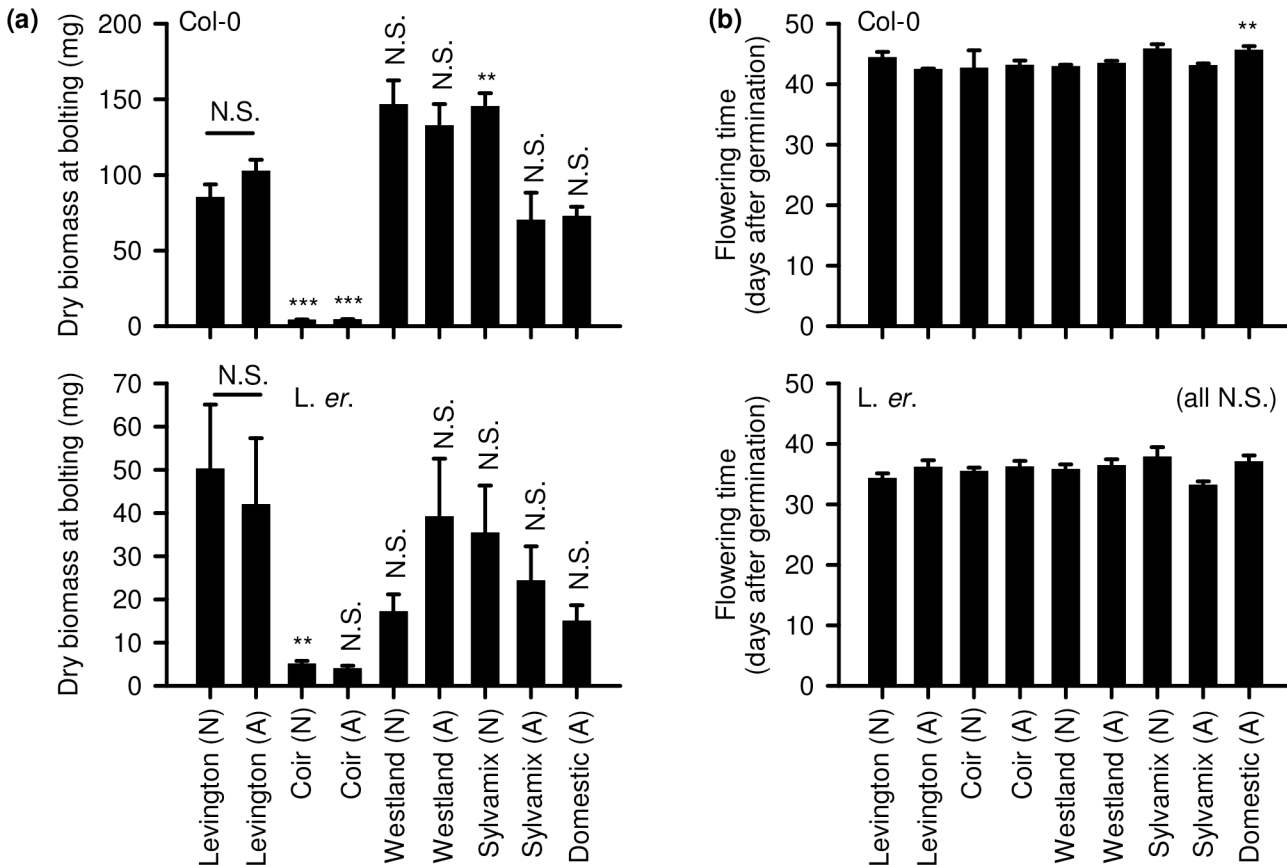 (a)
Col-0
Dry biomass at bolting (mg)
200
150
100
50
0
N.S.
***
***
N.S.
N.S.
**
N.S.
N.S.
(b)
Col-0
Flowering time
(days after germination)
50
40
30
20
10
0
**
L. er.
Dry biomass at bolting (mg)
70
60
50
40
30
20
10
0
N.S.
**
N.S.
N.S.
N.S.
N.S.
N.S.
N.S.
Levington (N)
Levington (A)
Coir (N)
Coir (A)
Westland (N)
Westland (A)
Sylvamix (N)
Sylvamix (A)
Domestic (A)
L. er.
(all N.S.)
Flowering time
(days after germination)
50
40
30
20
10
0
Levington (N)
Levington (A)
Coir (N)
Coir (A)
Westland (N)
Westland (A)
Sylvamix (N)
Sylvamix (A)
Domestic (A)